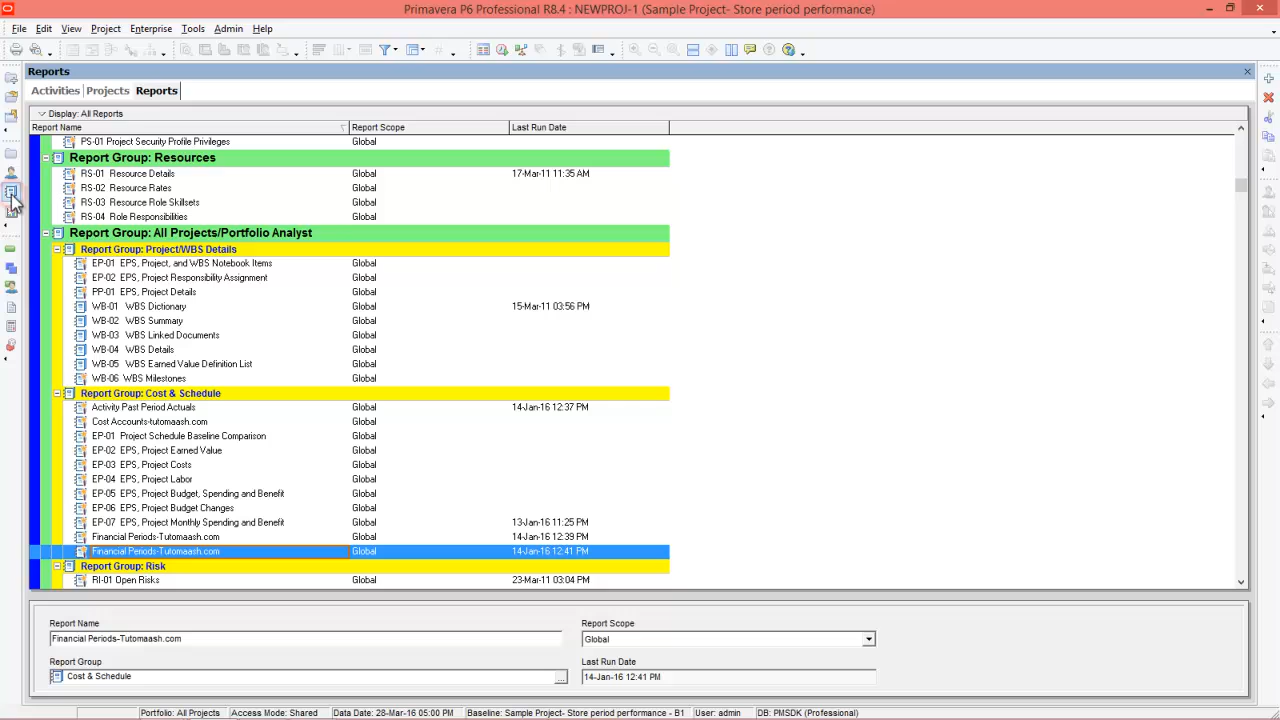 Primavera P6 Professional R8.4 : NEWPROJ-1 (Sample Project- Store period performance)
File Edit View Project Enterprise Tools Admin Help
Reports
Activities Projects Reports
Display: All Reports
Report Name Report Scope Last Run Date
PS-01 Project Security Profile Privileges Global
Report Group: Resources
RS-01 Resource Details Global 17-Mar-11 11:35 AM
RS-02 Resource Rates Global
RS-03 Resource Role Skillsets Global
RS-04 Role Responsibilities Global
Report Group: All Projects/Portfolio Analyst
Report Group: Project/WBS Details
EP-01 EPS, Project, and WBS Notebook Items Global
EP-02 EPS, Project Responsibility Assignment Global
PP-01 EPS, Project Details Global
WB-01 WBS Dictionary Global 15-Mar-11 03:56 PM
WB-02 WBS Summary Global
WB-03 WBS Linked Documents Global
WB-04 WBS Details Global
WB-05 WBS Earned Value Definition List Global
WB-06 WBS Milestones Global
Report Group: Cost & Schedule
Activity Past Period Actuals Global 14-Jan-16 12:37 PM
Cost Accounts-tutomaash.com Global
EP-01 Project Schedule Baseline Comparison Global
EP-02 EPS, Project Earned Value Global
EP-03 EPS, Project Costs Global
EP-04 EPS, Project Labor Global
EP-05 EPS, Project Budget, Spending and Benefit Global
EP-06 EPS, Project Budget Changes Global
EP-07 EPS, Project Monthly Spending and Benefit Global 13-Jan-16 11:25 PM
Financial Periods-Tutomaash.com Global 14-Jan-16 12:39 PM
Financial Periods-Tutomaash.com Global 14-Jan-16 12:41 PM
Report Group: Risk
RI-01 Open Risks Global 23-Mar-11 03:04 PM
Report Name Report Scope
Financial Periods-Tutomaash.com Global
Report Group Last Run Date
Cost & Schedule ... 14-Jan-16 12:41 PM
Portfolio: All Projects Access Mode: Shared Data Date: 28-Mar-16 05:00 PM Baseline: Sample Project- Store period performance - B1 User: admin DB: PMSDK (Professional)